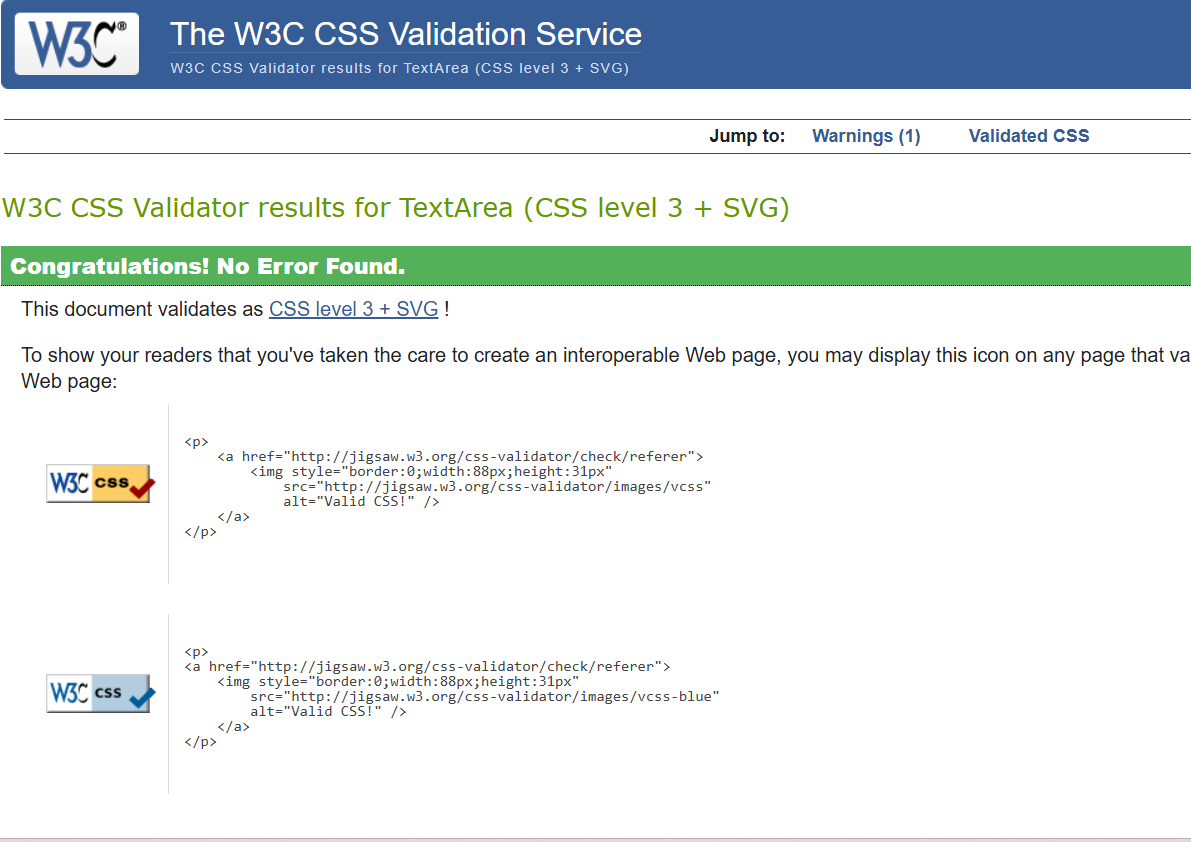 W3C®
The W3C CSS Validation Service
W3C CSS Validator results for TextArea (CSS level 3 + SVG)
Jump to: Warnings (1) Validated CSS
W3C CSS Validator results for TextArea (CSS level 3 + SVG)
Congratulations! No Error Found.
This document validates as CSS level 3 + SVG !
To show your readers that you've taken the care to create an interoperable Web page, you may display this icon on any page that va
Web page:
W3C css
<p>
    <a href="http://jigsaw.w3.org/css-validator/check/referer">
        <img style="border:0;width:88px;height:31px"
            src="http://jigsaw.w3.org/css-validator/images/vcss"
            alt="Valid CSS!" />
    </a>
</p>
W3C css
<p>
<a href="http://jigsaw.w3.org/css-validator/check/referer">
    <img style="border:0;width:88px;height:31px"
        src="http://jigsaw.w3.org/css-validator/images/vcss-blue"
        alt="Valid CSS!" />
    </a>
</p>